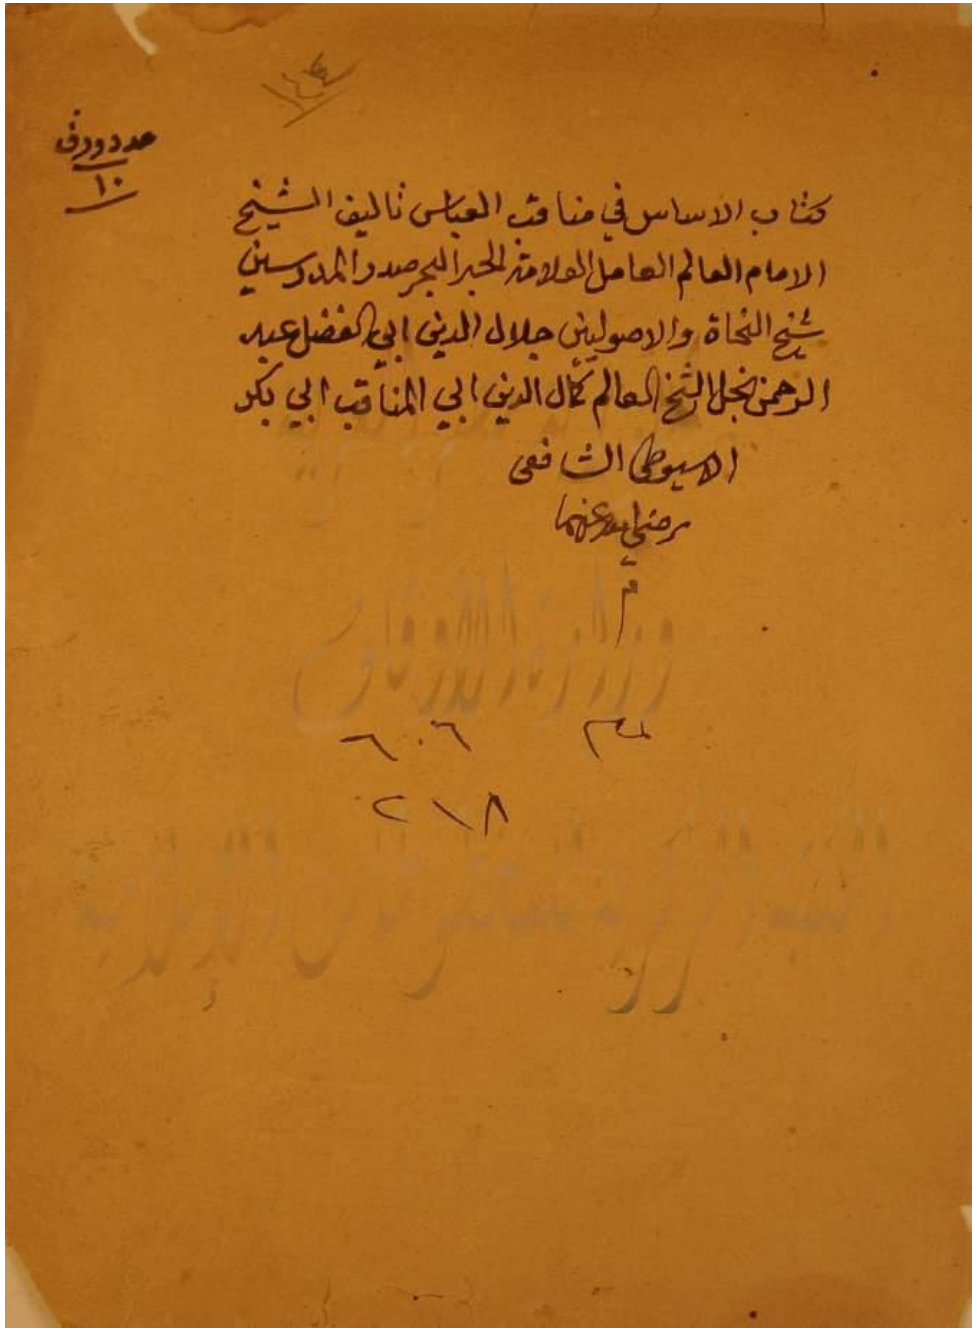 عدد ورق
١٠
كتاب الاساس في مناقب العباس تاليف الشيخ
الامام العالم العامل العلامة الحبر البحر صدر المدرسين
شيخ النحاة والاصوليين جلال الدين ابي الفضل عبد
الرحمن نجل الشيخ العالم كمال الدين ابي المناقب ابي بكر
الاسيوطي الشافعي
رضي الله عنهما
م
٦٠٦
٢١٨
وزارة الاوقاف